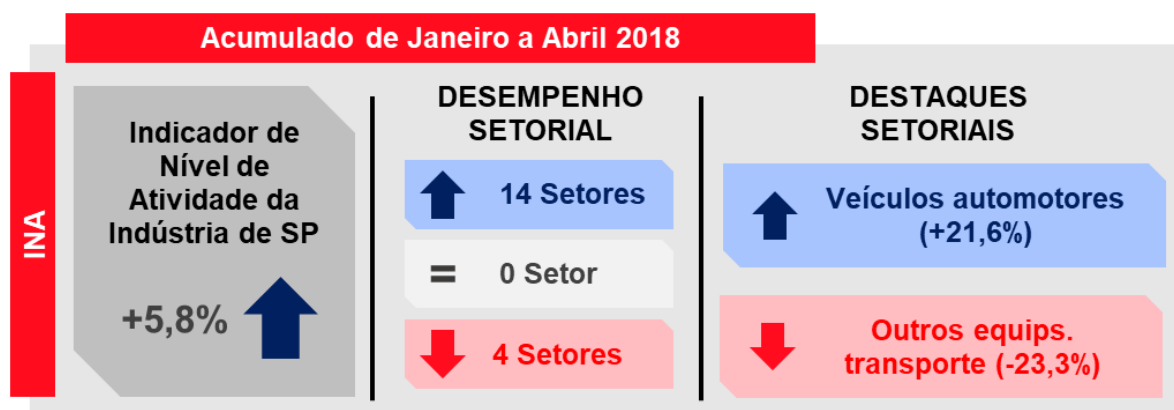 Acumulado de Janeiro a Abril 2018
INA
Indicador de
Nível de
Atividade da
Indústria de SP
+5,8%
DESEMPENHO
SETORIAL
14 Setores
= 0 Setor
4 Setores
DESTAQUES
SETORIAIS
Veículos automotores
(+21,6%)
Outros equips.
transporte (-23,3%)